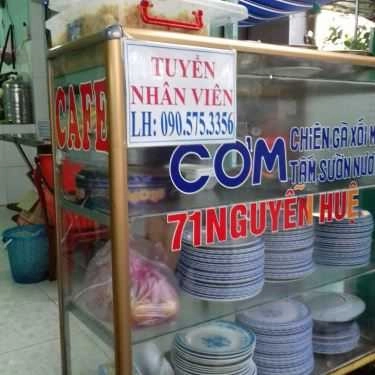 TUYỂN
NHÂN VIÊN
LH: 090.575.3356
CAFE
CƠM
CHIÊN GÀ XỐI M
TẤM SƯỜN NƯỚ
71NGUYỄN HUỆ